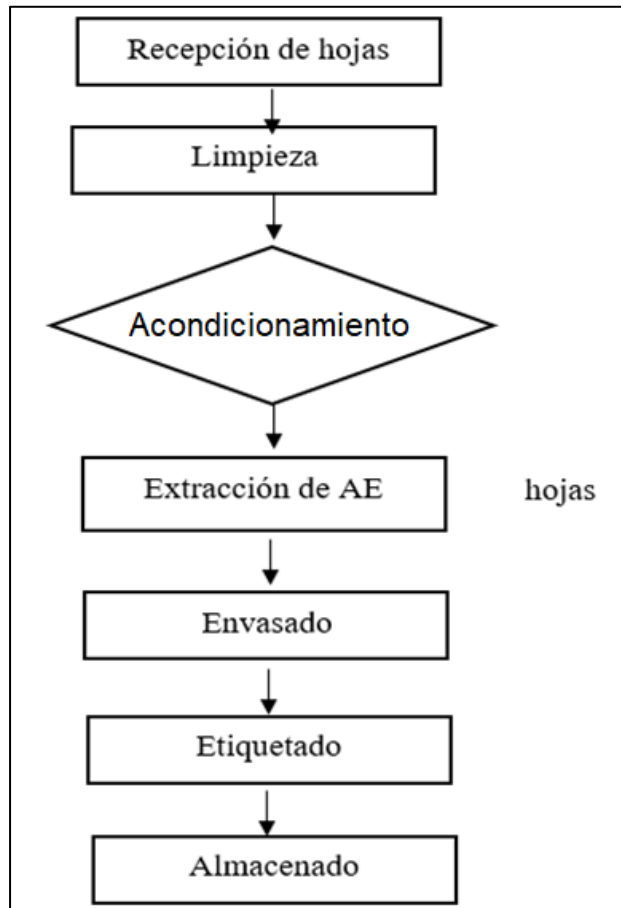 Recepción de hojas
Limpieza
Acondicionamiento
Extracción de AE
hojas
Envasado
Etiquetado
Almacenado